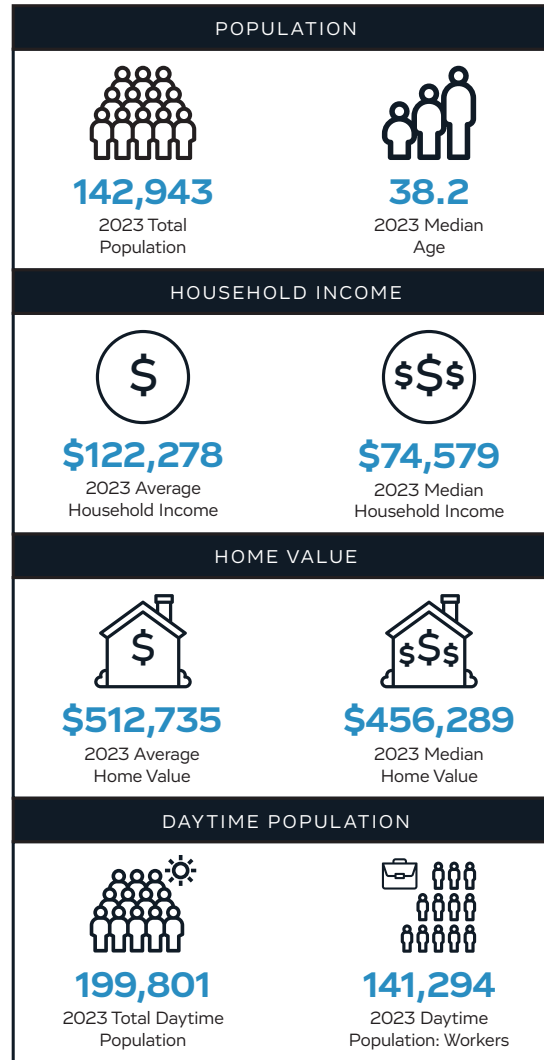 POPULATION
142,943
2023 Total
Population
38.2
2023 Median
Age
HOUSEHOLD INCOME
$
$122,278
2023 Average
Household Income
$$$
$74,579
2023 Median
Household Income
HOME VALUE
$
$512,735
2023 Average
Home Value
$$$
$456,289
2023 Median
Home Value
DAYTIME POPULATION
199,801
2023 Total Daytime
Population
141,294
2023 Daytime
Population: Workers